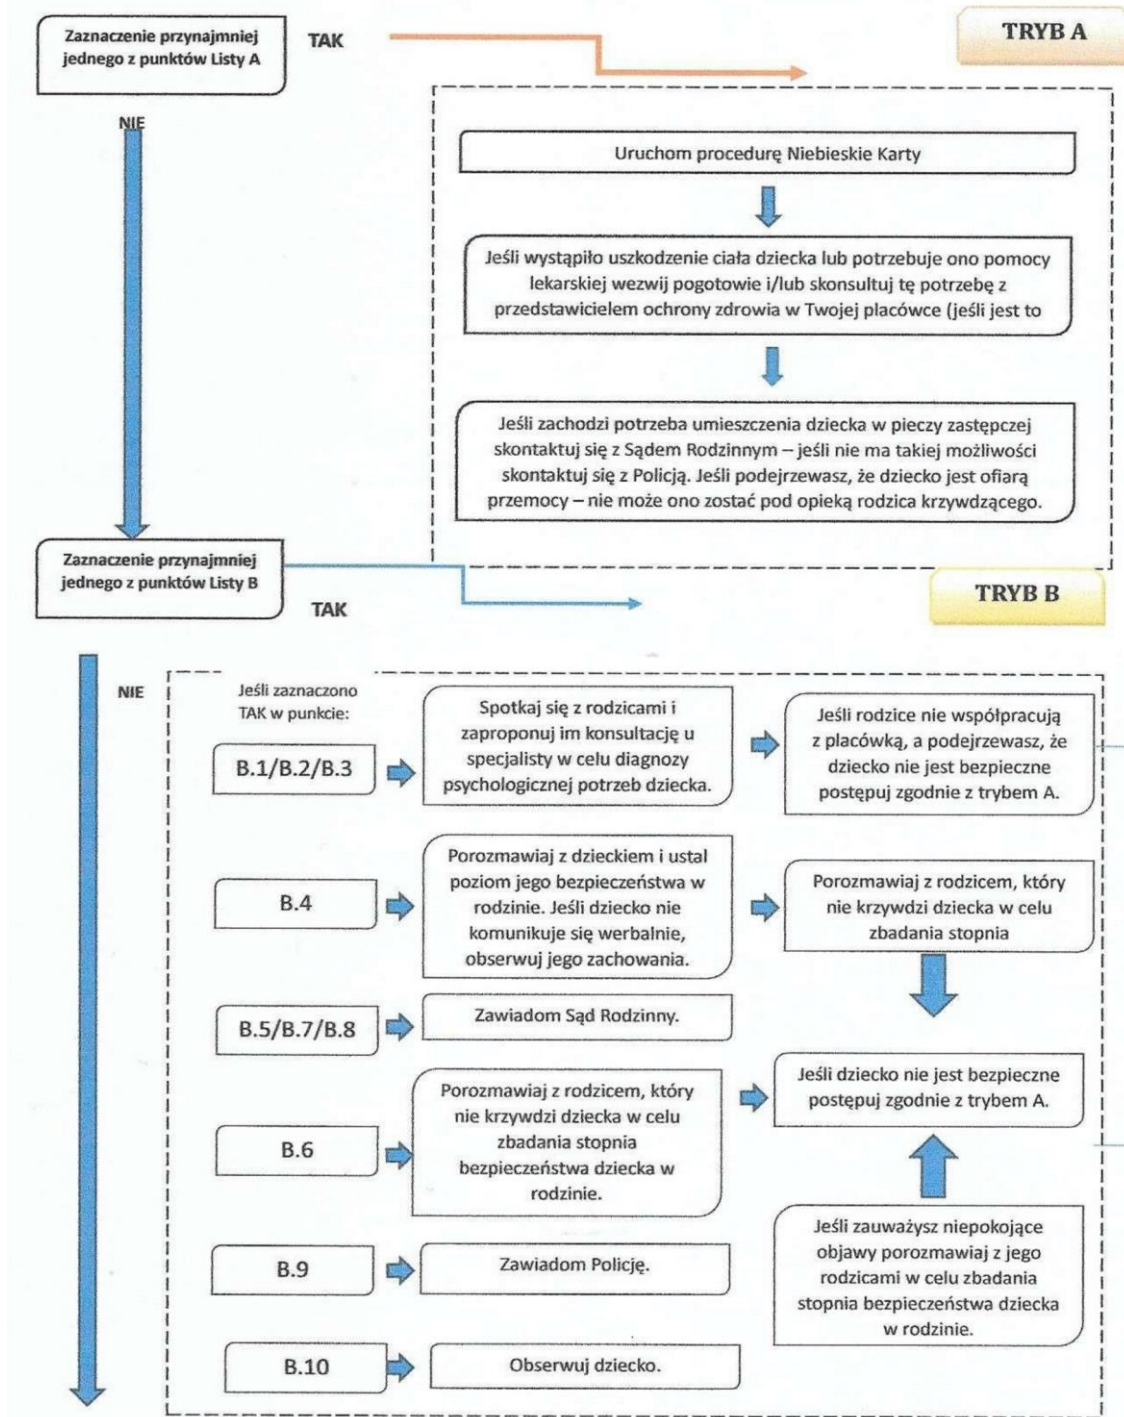 Zaznaczenie przynajmniej
jednego z punktów Listy A
TAK
TRYB A
NIE
Uruchom procedurę Niebieskie Karty
Jeśli wystąpiło uszkodzenie ciała dziecka lub potrzebuje ono pomocy
lekarskiej wezwij pogotowie i/lub skonsultuj tę potrzebę z
przedstawicielem ochrony zdrowia w Twojej placówce (jeśli jest to
Jeśli zachodzi potrzeba umieszczenia dziecka w pieczy zastępczej
skontaktuj się z Sądem Rodzinnym – jeśli nie ma takiej możliwości
skontaktuj się z Policją. Jeśli podejrzewasz, że dziecko jest ofiarą
przemocy – nie może ono zostać pod opieką rodzica krzywdzącego.
Zaznaczenie przynajmniej
jednego z punktów Listy B
TAK
TRYB B
NIE
Jeśli zaznaczono
TAK w punkcie:
B.1/B.2/B.3
Spotkaj się z rodzicami i
zaproponuj im konsultację u
specjalisty w celu diagnozy
psychologicznej potrzeb dziecka.
Jeśli rodzice nie współpracują
z placówką, a podejrzewasz, że
dziecko nie jest bezpieczne
postępuj zgodnie z trybem A.
B.4
Porozmawiaj z dzieckiem i ustal
poziom jego bezpieczeństwa w
rodzinie. Jeśli dziecko nie
komunikuje się werbalnie,
obserwuj jego zachowania.
Porozmawiaj z rodzicem, który
nie krzywdzi dziecka w celu
zbadania stopnia
B.5/B.7/B.8
Zawiadom Sąd Rodzinny.
B.6
Porozmawiaj z rodzicem, który
nie krzywdzi dziecka w celu
zbadania stopnia
bezpieczeństwa dziecka w
rodzinie.
Jeśli dziecko nie jest bezpieczne
postępuj zgodnie z trybem A.
Jeśli zauważysz niepokojące
objawy porozmawiaj z jego
rodzicami w celu zbadania
stopnia bezpieczeństwa dziecka
w rodzinie.
B.9
Zawiadom Policję.
B.10
Obserwuj dziecko.